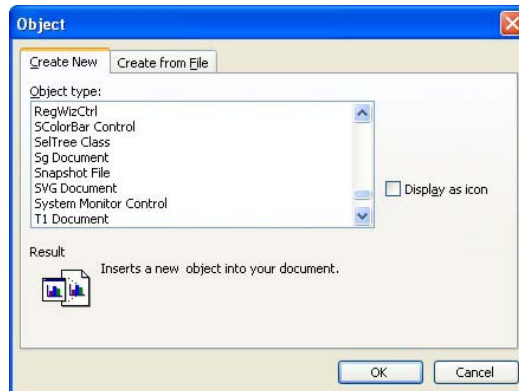 Object
Create New
Create from File
Object type:
RegWizCtrl
SColorBar Control
SelTree Class
Sg Document
Snapshot File
SVG Document
System Monitor Control
T1 Document
Display as icon
Result
Inserts a new object into your document.
OK
Cancel